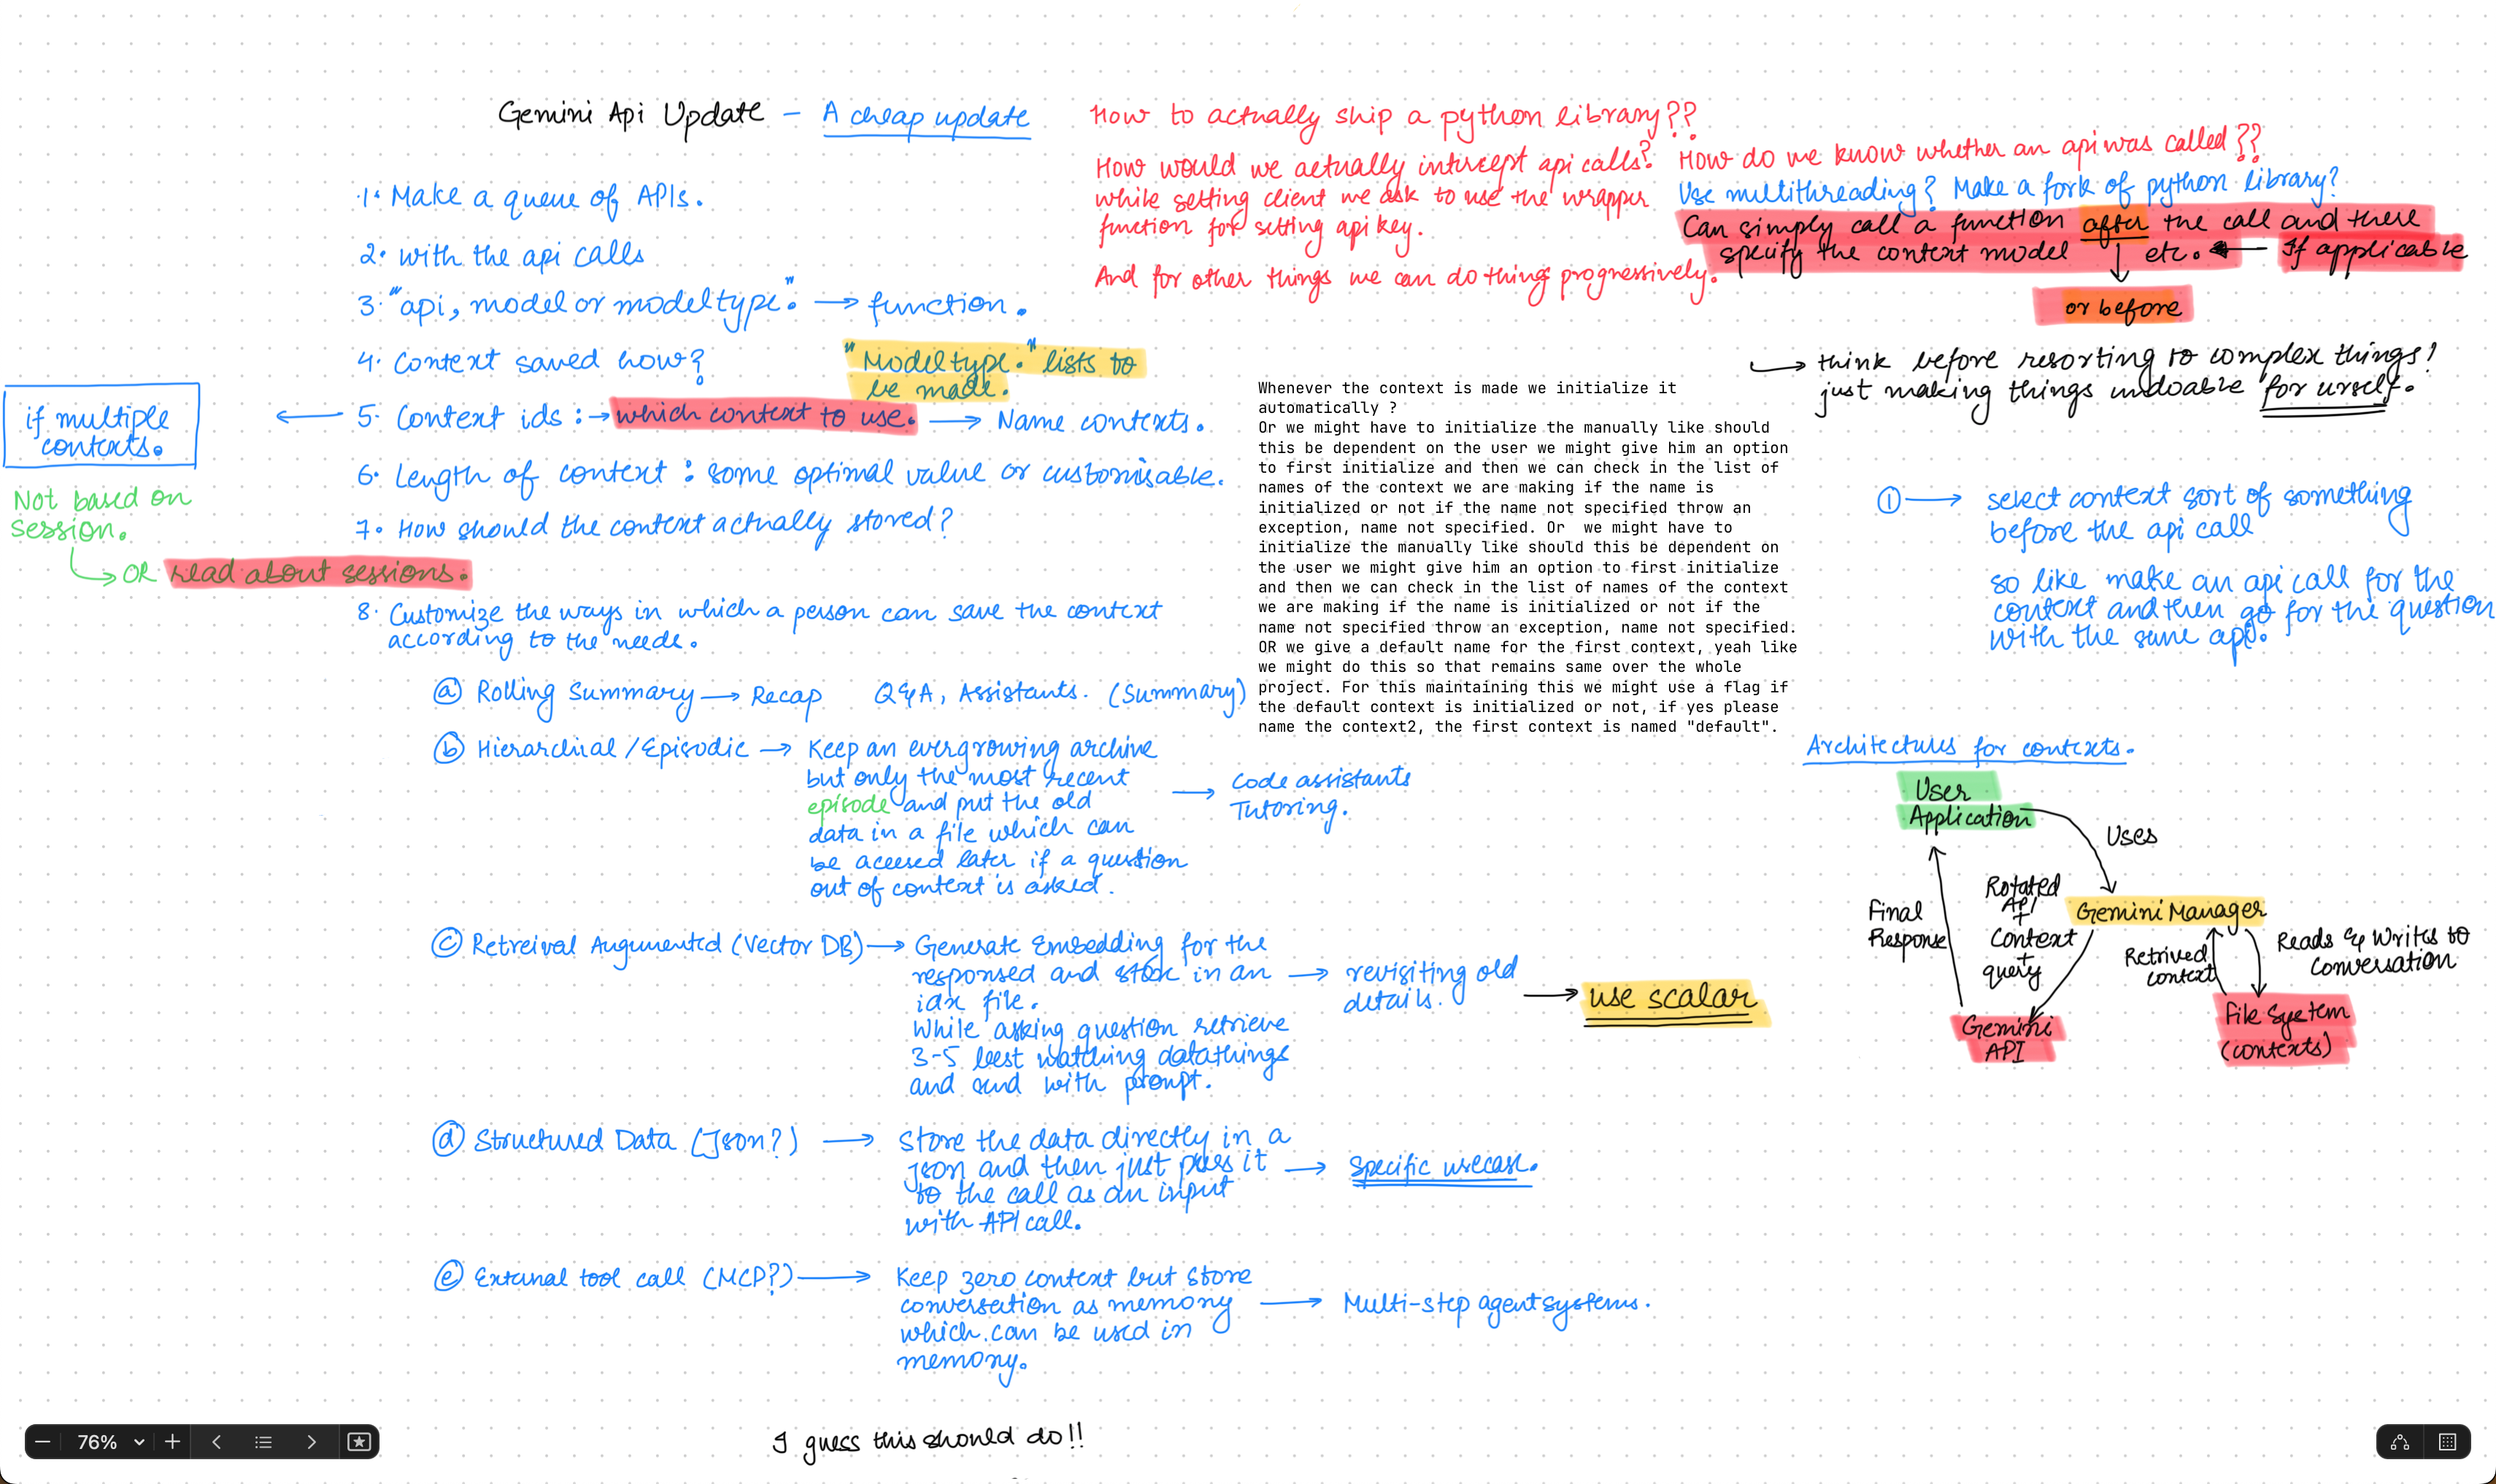 Gemini Api Update - A cheap update
1. Make a queue of APIs.
2. with the api calls
3. "api, model or model type." → function.
4. Context saved how?
"Model type." lists to
be made.
5. Context ids :→ which context to use. → Name contexts.
if multiple
contexts.
Not based on
session.
OR read about sessions.
6. Length of context : some optimal value or customisable.
7. How should the context actually stored?
8. Customize the ways in which a person can save the context
according to the needs.
(a) Rolling Summary → Recap Q&A, Assistants. (Summary)
(b) Hierarchial / Episodic → Keep an evergrowing archive
but only the most recent
episode and put the old
data in a file which can
be accesed later if a question
out of context is asked.
→ Code assistants
Tutoring.
(c) Retreival Augumented (Vector DB) → Generate Embedding for the
responsed and store in an
idx file.
While asking question retrieve
3-5 best matching datathings
and send with prompt.
→ revisiting old
details.
→ use scalar
(d) Structured Data (Json?) → Store the data directly in a
json and then just pass it
to the call as an input
with API call.
→ Specific usecase.
(e) External tool call (MCP?) → Keep zero context but store
conversation as memory
which can be used in
memory.
→ Multi-step agent systems.
I guess this should do!!
How to actually ship a python library??
How would we actually intercept api calls?
while setting client we ask to use the wrapper
function for setting api key.
And for other things we can do things progressively.
How do we know whether an api was called??
Use multithreading? Make a fork of python library?
Can simply call a function after the call and there
specify the context model etc. ← If applicable
or before
→ think before resorting to complex things!
just making things undoable for urself.
Whenever the context is made we initialize it
automatically ?
Or we might have to initialize the manually like should
this be dependent on the user we might give him an option
to first initialize and then we can check in the list of
names of the context we are making if the name is
initialized or not if the name not specified throw an
exception, name not specified. Or  we might have to
initialize the manually like should this be dependent on
the user we might give him an option to first initialize
and then we can check in the list of names of the context
we are making if the name is initialized or not if the
name not specified throw an exception, name not specified.
OR we give a default name for the first context, yeah like
we might do this so that remains same over the whole
project. For this maintaining this we might use a flag if
the default context is initialized or not, if yes please
name the context2, the first context is named "default".
① → select context sort of something
before the api call
so like make an api call for the
context and then go for the question
with the same api.
Architectures for contexts.
User
Application
Uses
Gemini Manager
Rotated
API
+
Context
+
query
Final
Response
Retrived
context
Reads & Writes to
Conversation
Gemini
API
File System
(contexts)
76%